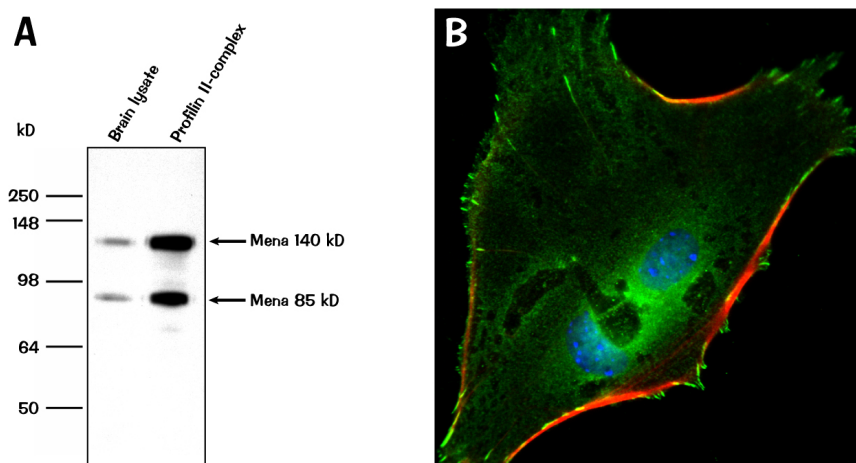 A
Brain lysate
Profilin II-complex
kD
250
148
98
64
50
Mena 140 kD
Mena 85 kD
B